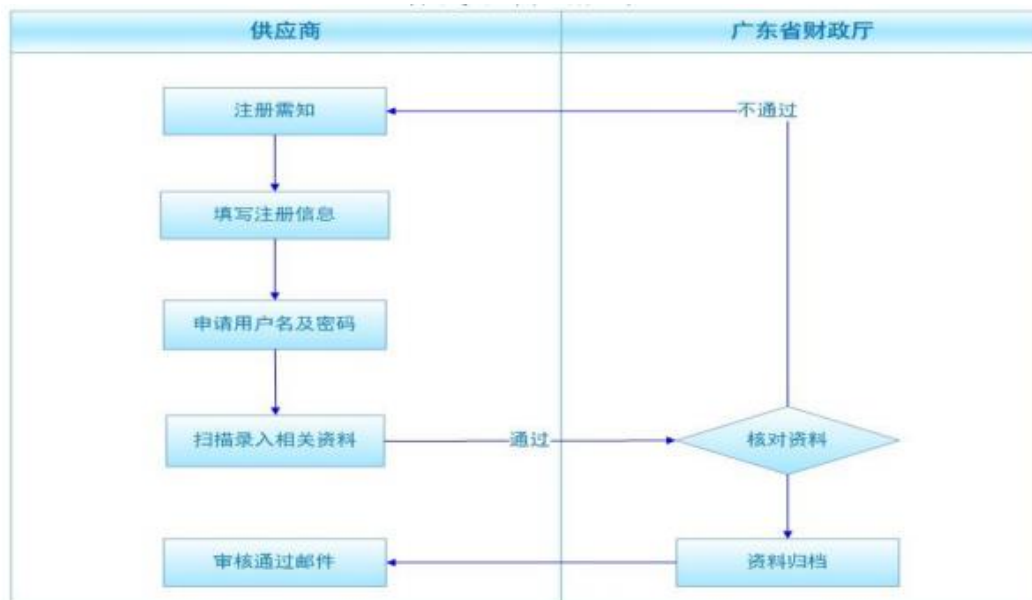 供应商
广东省财政厅
注册需知
不通过
填写注册信息
申请用户名及密码
扫描录入相关资料
通过
核对资料
审核通过邮件
资料归档